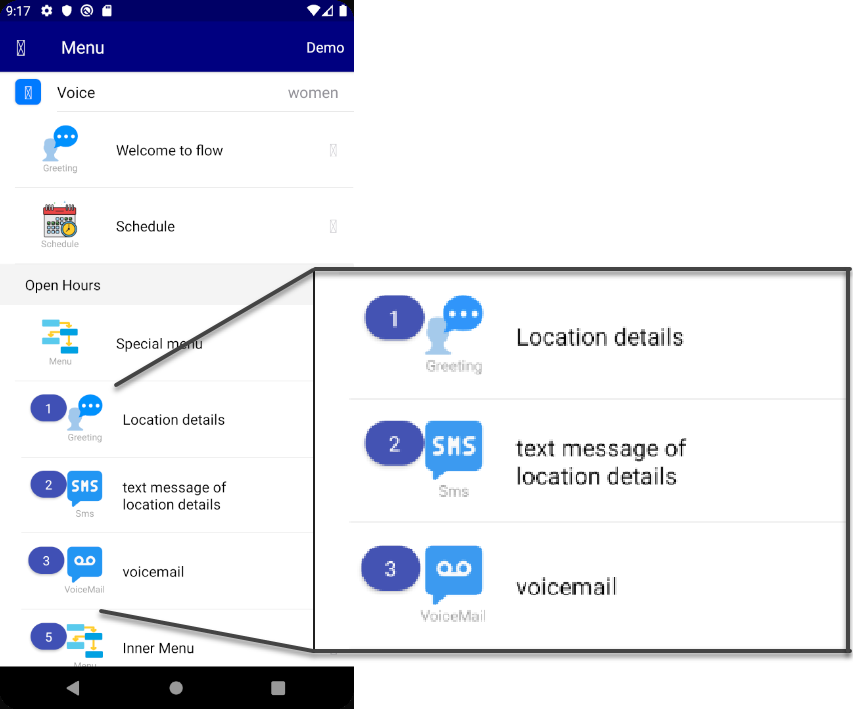 9:17
Menu Demo
Voice women
Greeting
Welcome to flow
Schedule
Schedule
Open Hours
Menu
Special menu
1
Greeting
Location details
2
SMS
Sms
text message of
location details
3
VoiceMail
voicemail
5
Menu
Inner Menu
1
Greeting
Location details
2
SMS
Sms
text message of
location details
3
VoiceMail
voicemail